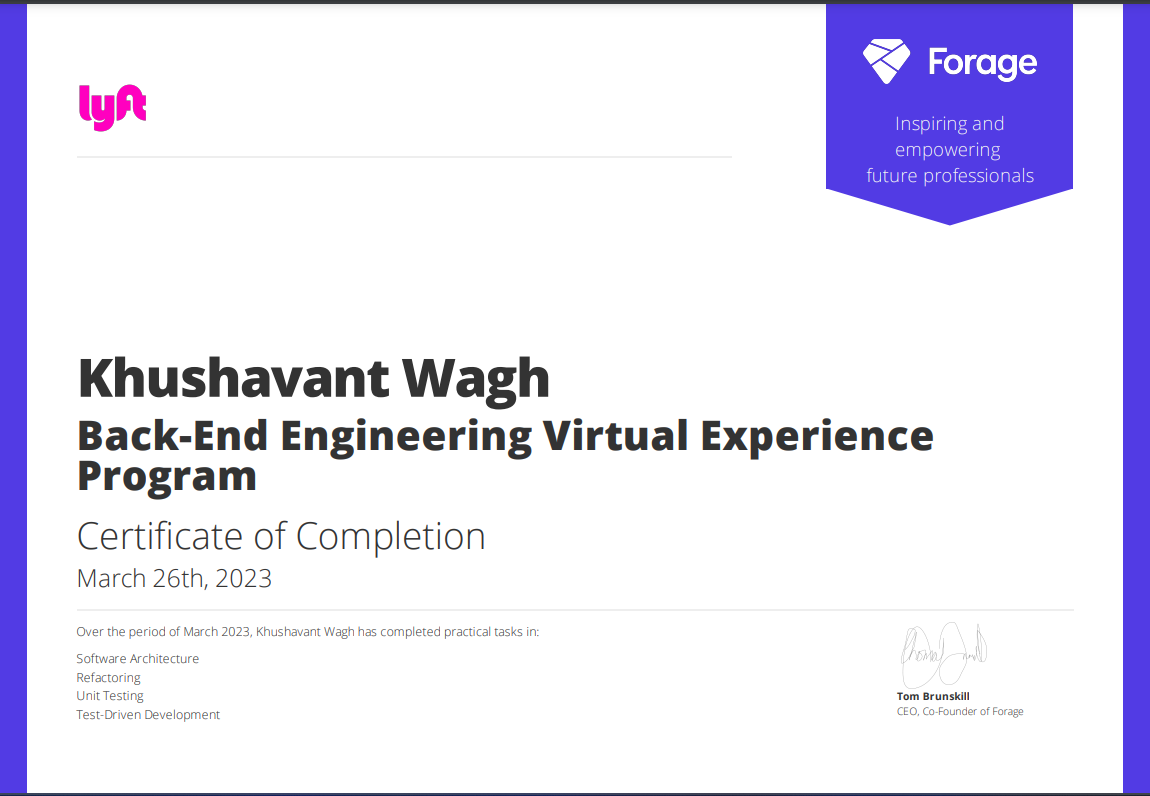 lyft
Forage
Inspiring and
empowering
future professionals
Khushavant Wagh
Back-End Engineering Virtual Experience
Program
Certificate of Completion
March 26th, 2023
Over the period of March 2023, Khushavant Wagh has completed practical tasks in:
Software Architecture
Refactoring
Unit Testing
Test-Driven Development
Tom Brunskill
CEO, Co-Founder of Forage